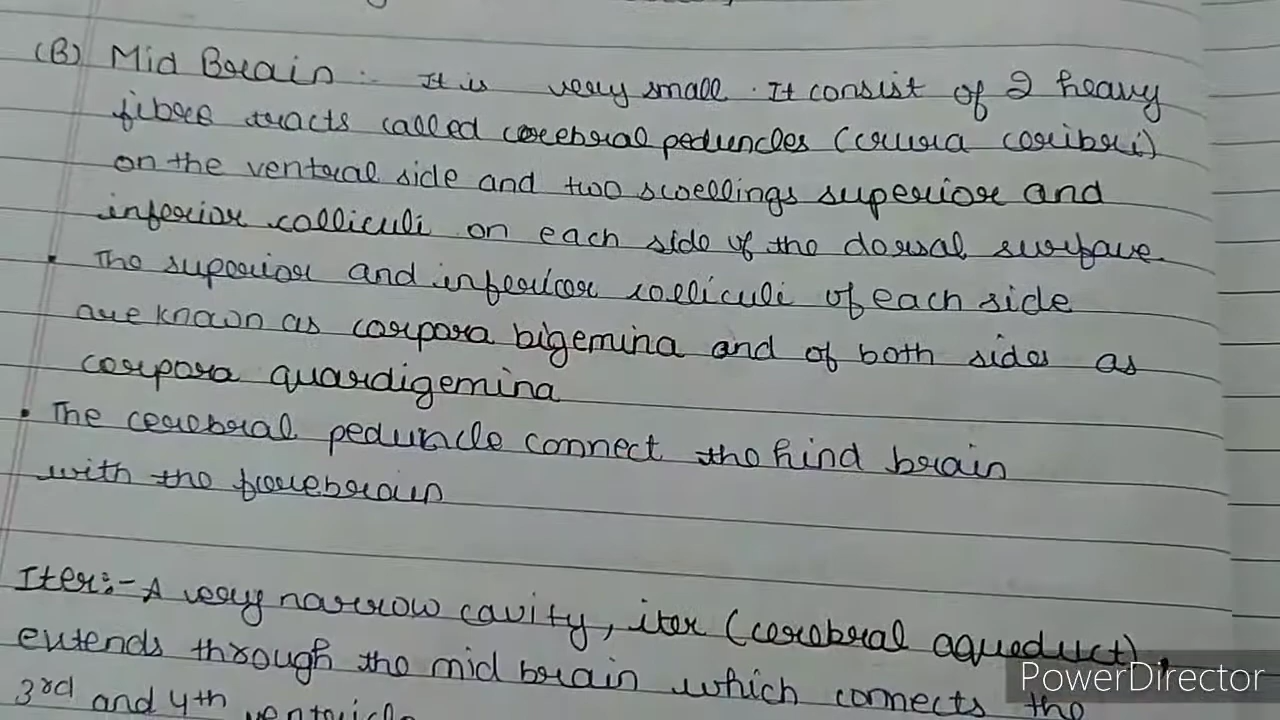 (B) Mid Brain :- It is very small. It consist of 2 heavy
fibre tracts called cerebral peduncles (crura ceribri)
on the ventral side and two swellings superior and
inferior colliculi on each side of the dorsal surface.
• The superior and inferior colliculi of each side
are known as corpora bigemina and of both sides as
corpora quardigemina
• The cerebral peduncle connect the hind brain
with the forebrain
Iter:- A very narrow cavity, iter (cerebral aqueduct),
extends through the mid brain which connects the
PowerDirector
3rd and 4th ventricle